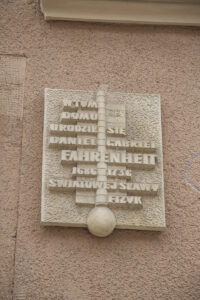 W TYM
DOMU
URODZIŁ SIĘ
DANIEL GABRIEL
FAHRENHEIT
1686 1736
ŚWIATOWEJ SŁAWY
FIZYK